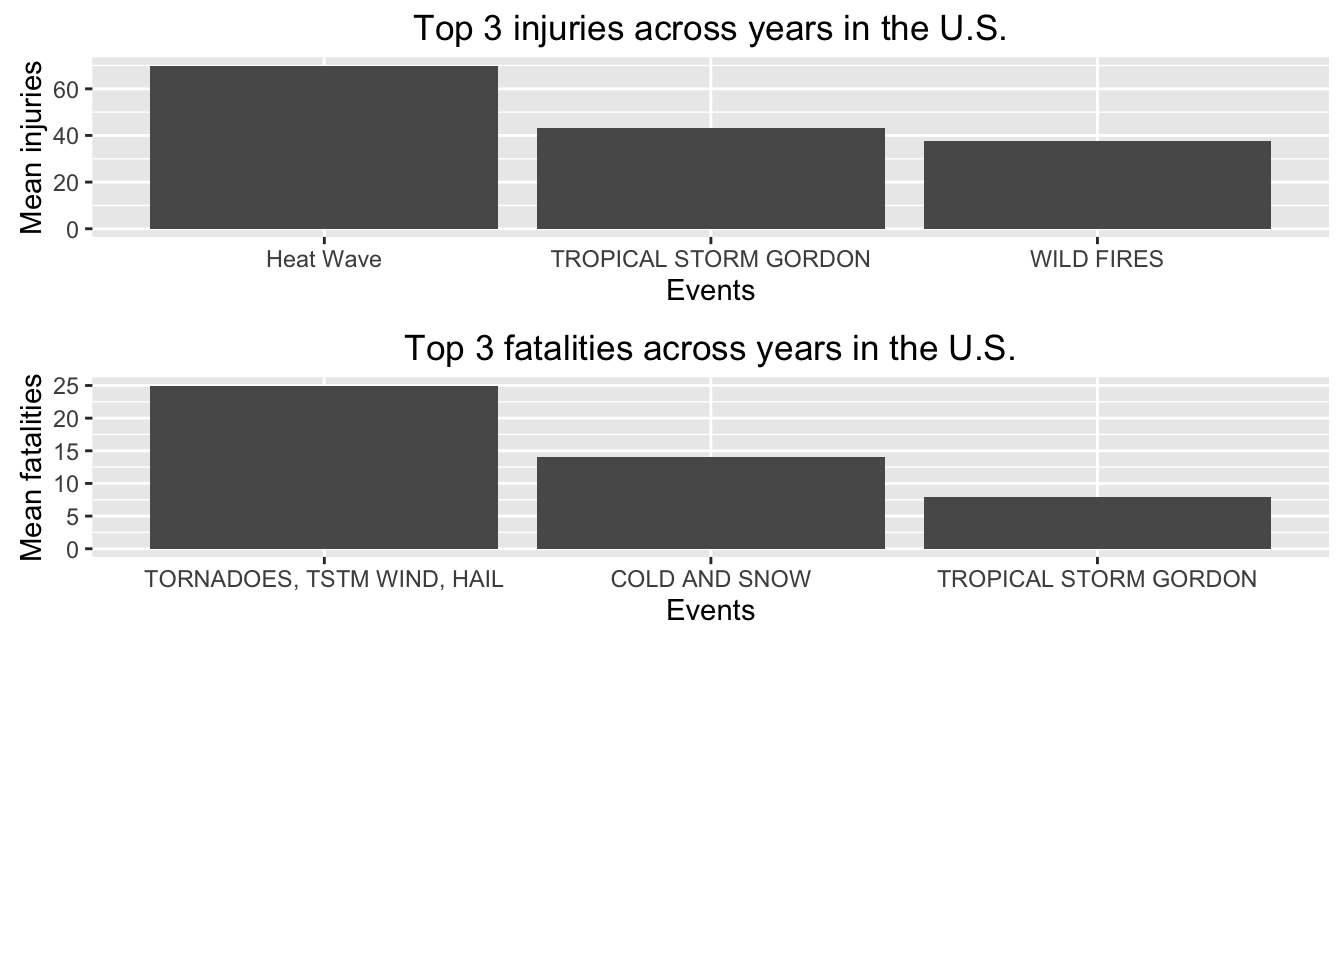 Top 3 injuries across years in the U.S.
Mean injuries
60
40
20
0
Heat Wave TROPICAL STORM GORDON WILD FIRES
Events
Top 3 fatalities across years in the U.S.
Mean fatalities
25
20
15
10
5
0
TORNADOES, TSTM WIND, HAIL COLD AND SNOW TROPICAL STORM GORDON
Events